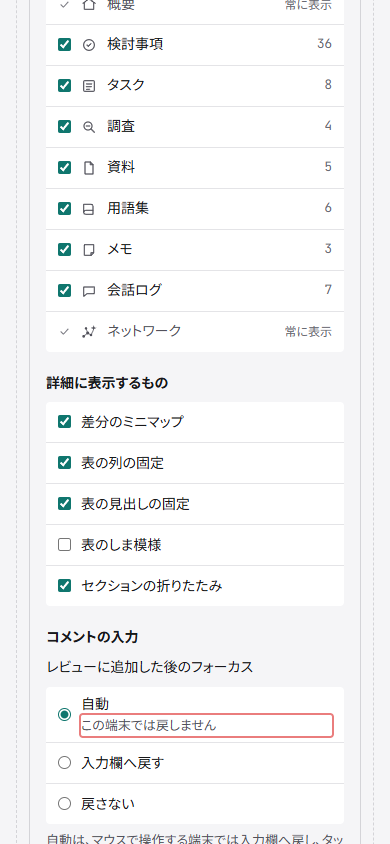 概要
常に表示
検討事項
36
タスク
8
調査
4
資料
5
用語集
6
メモ
3
会話ログ
7
ネットワーク
常に表示
詳細に表示するもの
差分のミニマップ
表の列の固定
表の見出しの固定
表のしま模様
セクションの折りたたみ
コメントの入力
レビューに追加した後のフォーカス
自動
この端末では戻しません
入力欄へ戻す
戻さない
自動は、マウスで操作する端末では入力欄へ戻し、タッ